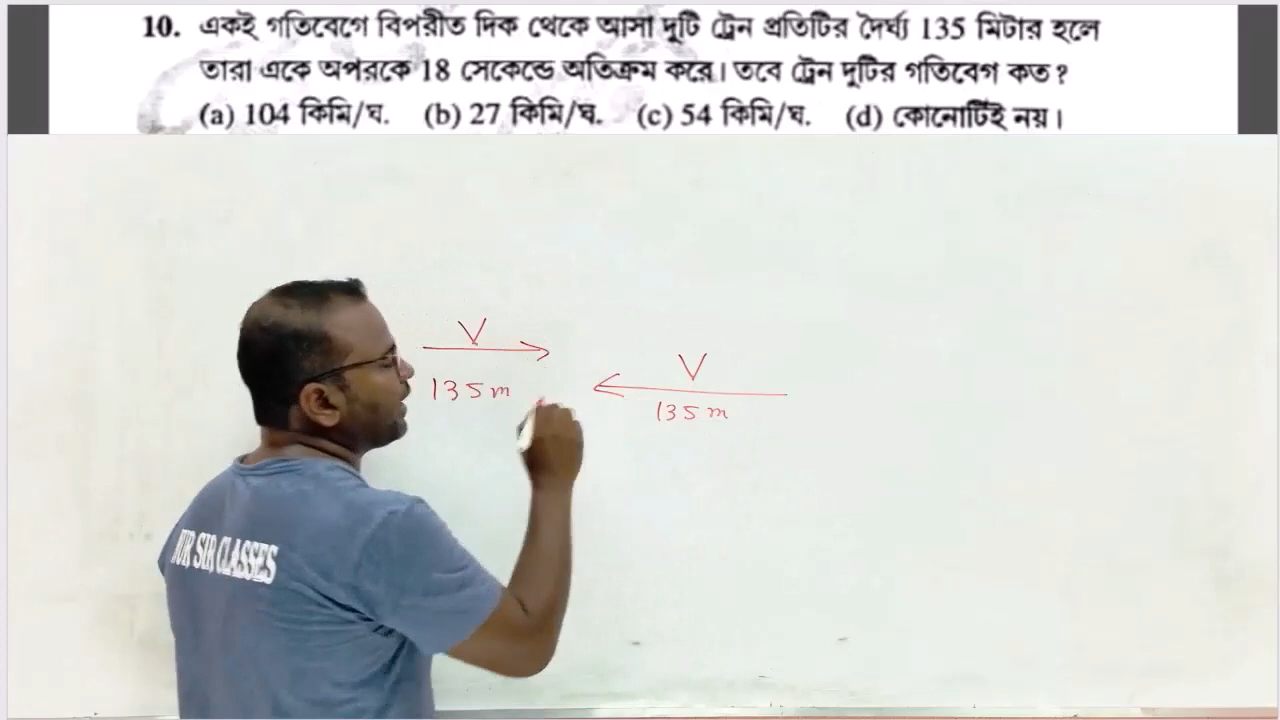 10. একই গতিবেগে বিপরীত দিক থেকে আসা দুটি ট্রেন প্রতিটির দৈর্ঘ্য 135 মিটার হলে
তারা একে অপরকে 18 সেকেন্ডে অতিক্রম করে। তবে ট্রেন দুটির গতিবেগ কত?
(a) 104 কিমি/ঘ. (b) 27 কিমি/ঘ. (c) 54 কিমি/ঘ. (d) কোনোটিই নয়।
V
135 m
V
135 m
SIR CLASSES